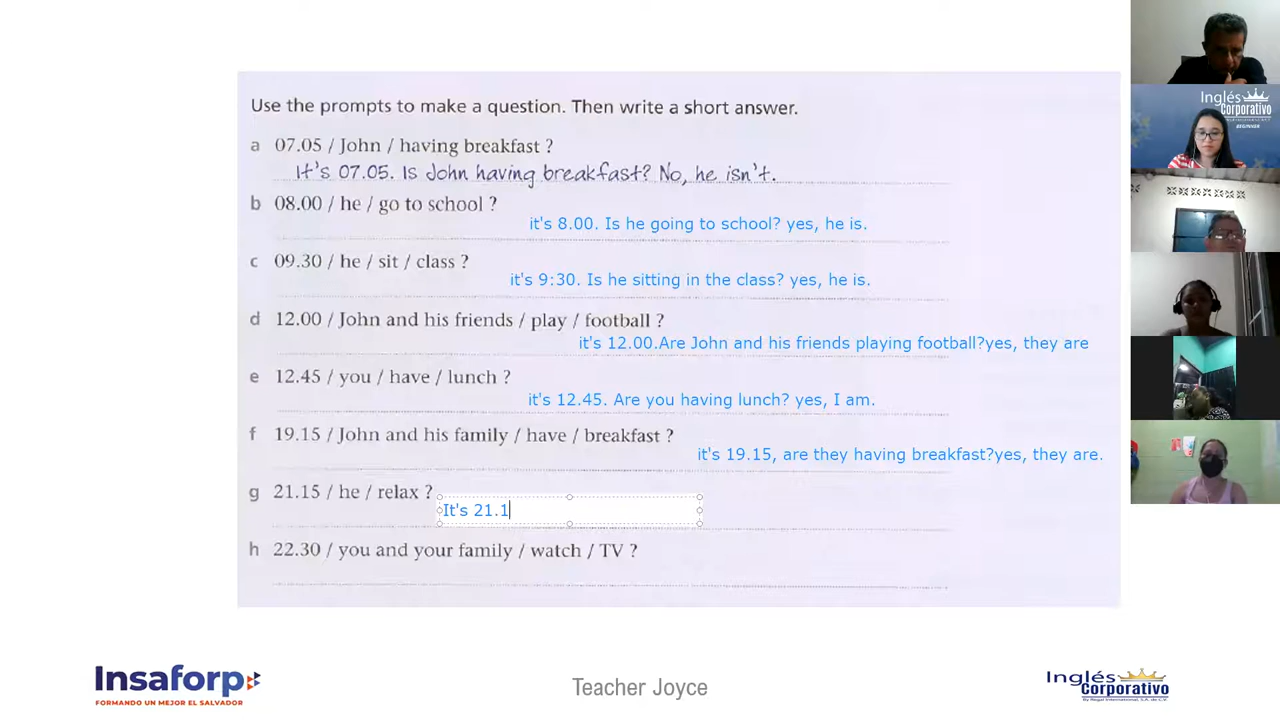 Use the prompts to make a question. Then write a short answer.
a 07.05 / John / having breakfast ?
It's 07.05. Is John having breakfast? No, he isn't.
b 08.00 / he / go to school ?
it's 8.00. Is he going to school? yes, he is.
c 09.30 / he / sit / class ?
it's 9:30. Is he sitting in the class? yes, he is.
d 12.00 / John and his friends / play / football ?
it's 12.00.Are John and his friends playing football?yes, they are
e 12.45 / you / have / lunch ?
it's 12.45. Are you having lunch? yes, I am.
f 19.15 / John and his family / have / breakfast ?
it's 19.15, are they having breakfast?yes, they are.
g 21.15 / he / relax ?
It's 21.1
h 22.30 / you and your family / watch / TV ?
Inglés
Corporativo
BEGINNER
Insaforp
FORMANDO UN MEJOR EL SALVADOR
Teacher Joyce
Inglés
Corporativo
By Regal International, S.A. de C.V.